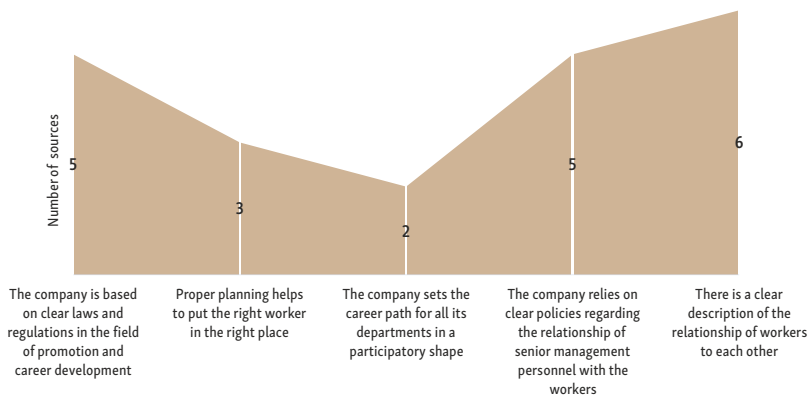 Number of sources
5
3
2
5
6
The company is based
on clear laws and
regulations in the field
of promotion and
career development
Proper planning helps
to put the right worker
in the right place
The company sets the
career path for all its
departments in a
participatory shape
The company relies on
clear policies regarding
the relationship of
senior management
personnel with the
workers
There is a clear
description of the
relationship of workers
to each other